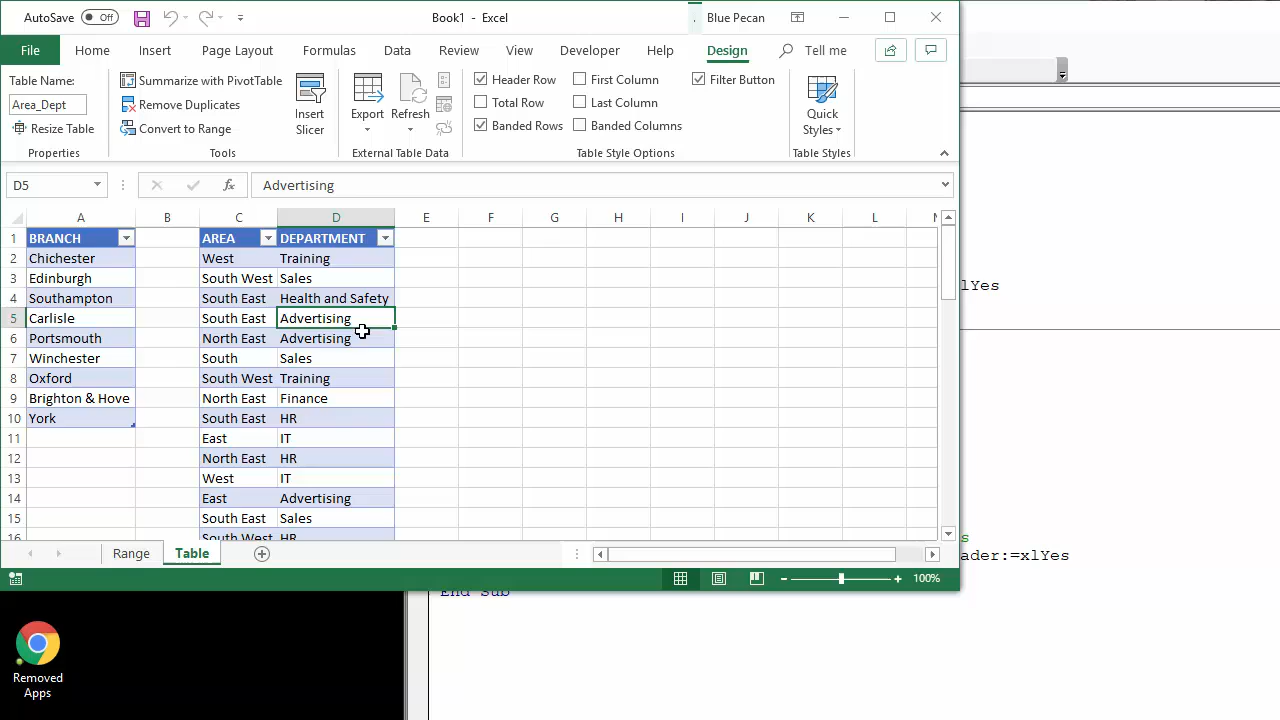 AutoSave Off
Book1 - Excel
Blue Pecan
File Home Insert Page Layout Formulas Data Review View Developer Help Design Tell me
Table Name:
Area_Dept
Resize Table
Properties
Summarize with PivotTable
Remove Duplicates
Convert to Range
Tools
Insert
Slicer
Export
Refresh
External Table Data
Header Row
First Column
Filter Button
Total Row
Last Column
Banded Rows
Banded Columns
Table Style Options
Quick
Styles
Table Styles
D5
fx
Advertising
A B C D E F G H I J K L
1 BRANCH AREA DEPARTMENT
2 Chichester West Training
3 Edinburgh South West Sales
4 Southampton South East Health and Safety
5 Carlisle South East Advertising
6 Portsmouth North East Advertising
7 Winchester South Sales
8 Oxford South West Training
9 Brighton & Hove North East Finance
10 York South East HR
11 East IT
12 North East HR
13 West IT
14 East Advertising
15 South East Sales
16 South West HR
Range Table
100%
lYes
s
ader:=xlYes
End Sub
Removed
Apps